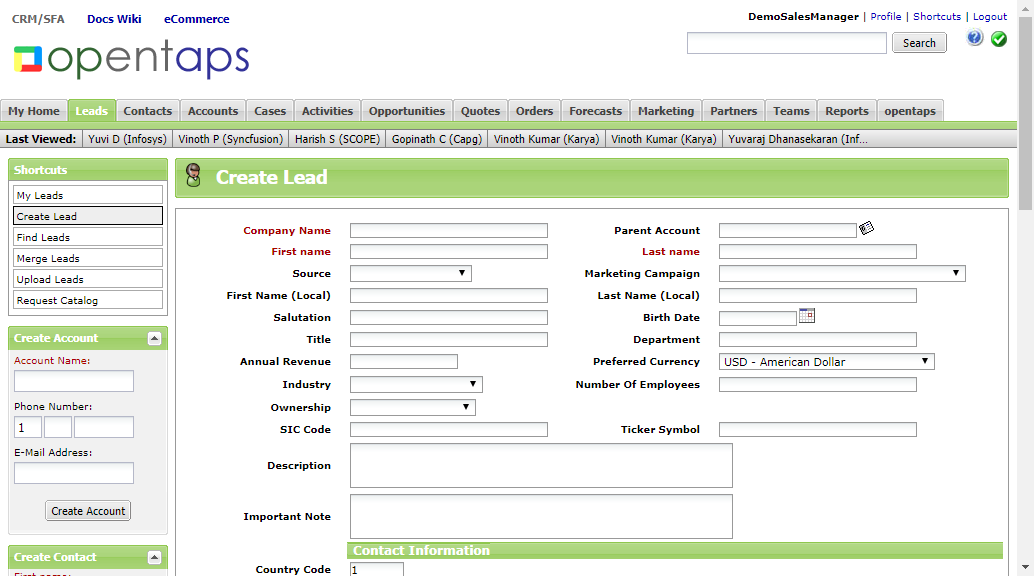 CRM/SFA Docs Wiki eCommerce
DemoSalesManager | Profile | Shortcuts | Logout
opentaps
Search
My Home Leads Contacts Accounts Cases Activities Opportunities Quotes Orders Forecasts Marketing Partners Teams Reports opentaps
Last Viewed: Yuvi D (Infosys) Vinoth P (Syncfusion) Harish S (SCOPE) Gopinath C (Capg) Vinoth Kumar (Karya) Vinoth Kumar (Karya) Yuvaraj Dhanasekaran (Inf...
Shortcuts
My Leads
Create Lead
Find Leads
Merge Leads
Upload Leads
Request Catalog
Create Account
Account Name:
Phone Number:
1
E-Mail Address:
Create Account
Create Contact
First name:
Create Lead
Company Name Parent Account
First name Last name
Source Marketing Campaign
First Name (Local) Last Name (Local)
Salutation Birth Date
Title Department
Annual Revenue Preferred Currency USD - American Dollar
Industry Number Of Employees
Ownership
SIC Code Ticker Symbol
Description
Important Note
Contact Information
Country Code 1